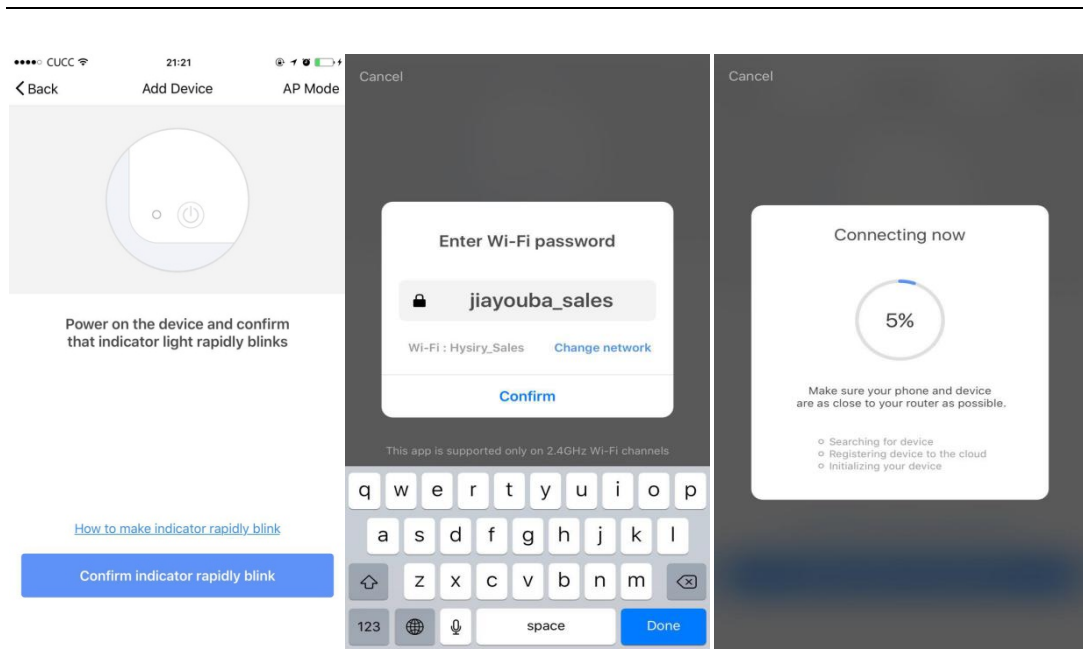 CUCC
21:21
Back
Add Device
AP Mode
Power on the device and confirm
that indicator light rapidly blinks
How to make indicator rapidly blink
Confirm indicator rapidly blink
Cancel
Enter Wi-Fi password
jiayouba_sales
Wi-Fi : Hysiry_Sales
Change network
Confirm
This app is supported only on 2.4GHz Wi-Fi channels
q w e r t y u i o p
a s d f g h j k l
z x c v b n m
123
space
Done
Cancel
Connecting now
5%
Make sure your phone and device
are as close to your router as possible.
Searching for device
Registering device to the cloud
Initializing your device